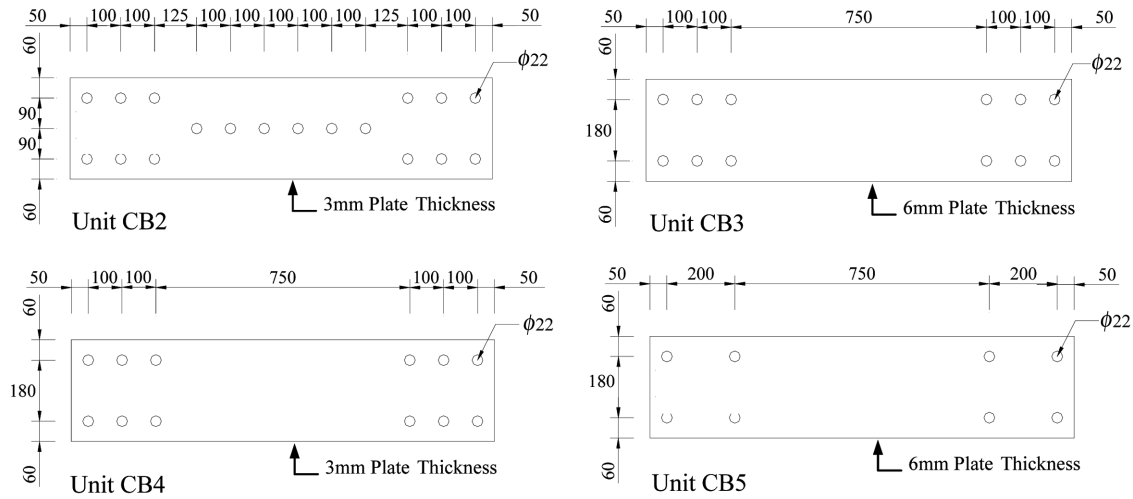 50 100 100 125 100 100 100 100 100 125 100 100 50
60
90
90
60
ϕ22
3mm Plate Thickness
Unit CB2
50 100 100 750 100 100 50
60
180
60
ϕ22
6mm Plate Thickness
Unit CB3
50 100 100 750 100 100 50
60
180
60
ϕ22
3mm Plate Thickness
Unit CB4
50 200 750 200 50
60
180
60
ϕ22
6mm Plate Thickness
Unit CB5